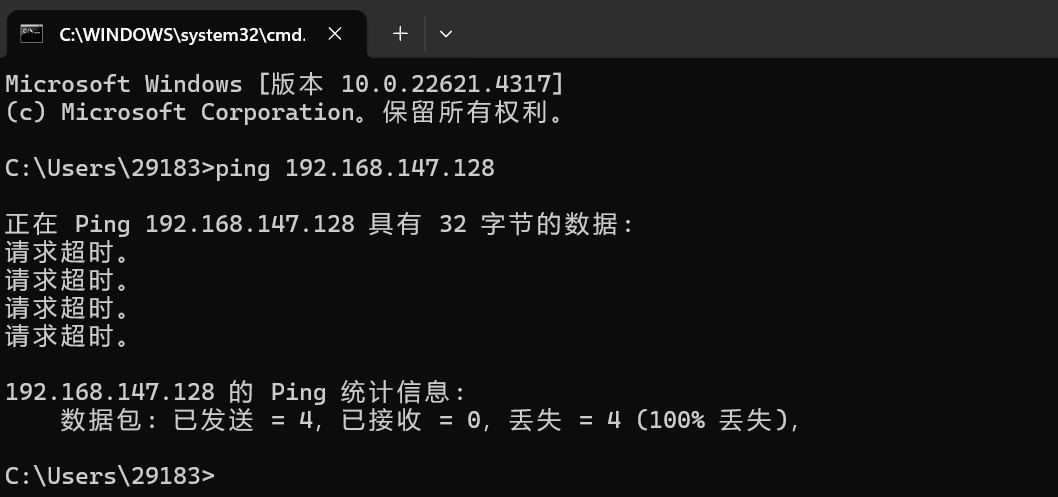 C:\WINDOWS\system32\cmd.
Microsoft Windows [版本 10.0.22621.4317]
(c) Microsoft Corporation。保留所有权利。
C:\Users\29183>ping 192.168.147.128
正在 Ping 192.168.147.128 具有 32 字节的数据:
请求超时。
请求超时。
请求超时。
请求超时。
192.168.147.128 的 Ping 统计信息:
数据包: 已发送 = 4, 已接收 = 0, 丢失 = 4 (100% 丢失),
C:\Users\29183>